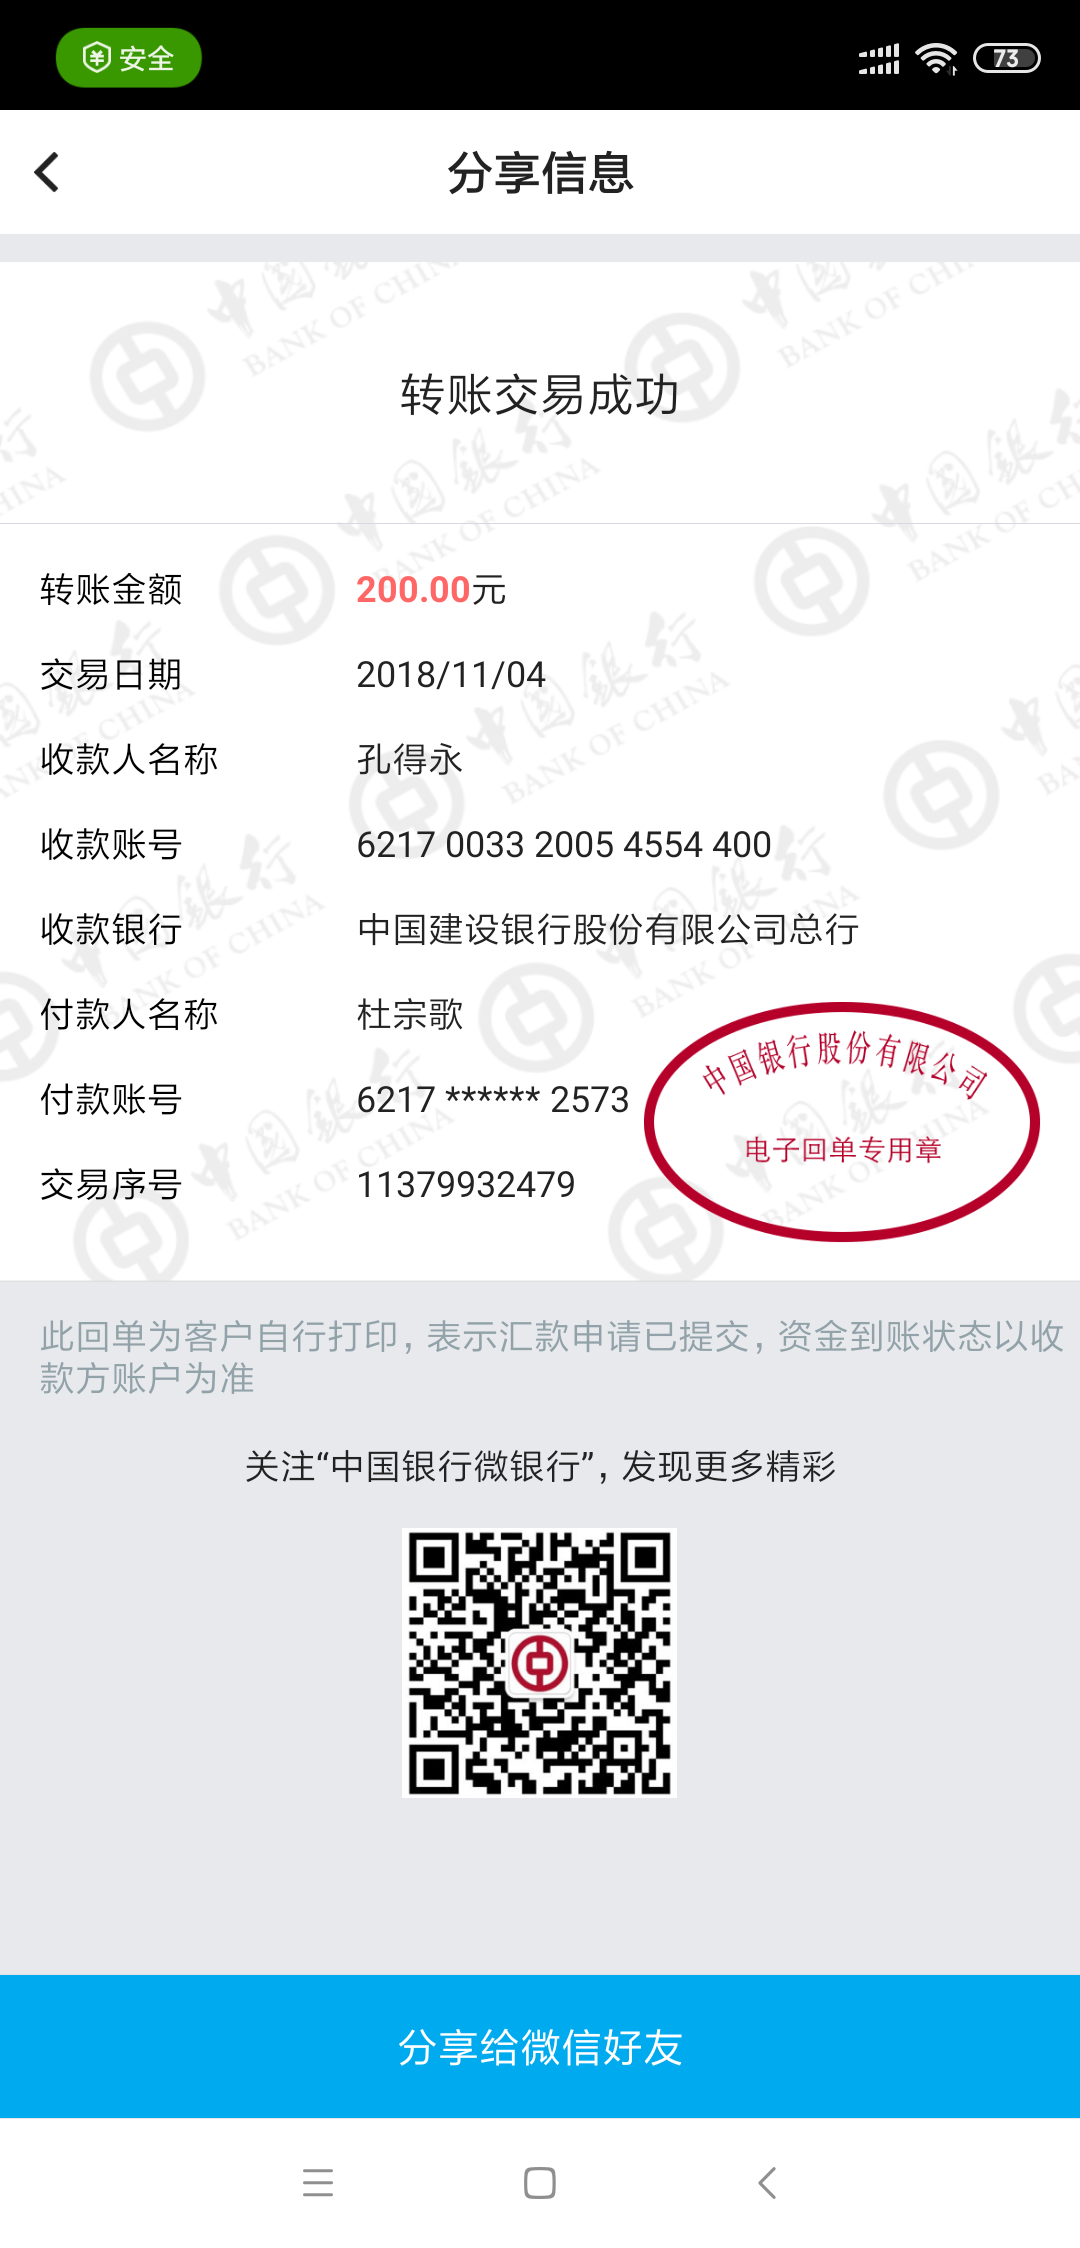 安全
73
分享信息
转账交易成功
转账金额 200.00元
交易日期 2018/11/04
收款人名称 孔得永
收款账号 6217 0033 2005 4554 400
收款银行 中国建设银行股份有限公司总行
付款人名称 杜宗歌
付款账号 6217 ****** 2573
交易序号 11379932479
中国银行股份有限公司
电子回单专用章
中国銀行
BANK OF CHINA
此回单为客户自行打印，表示汇款申请已提交，资金到账状态以收
款方账户为准
关注“中国银行微银行”，发现更多精彩
分享给微信好友